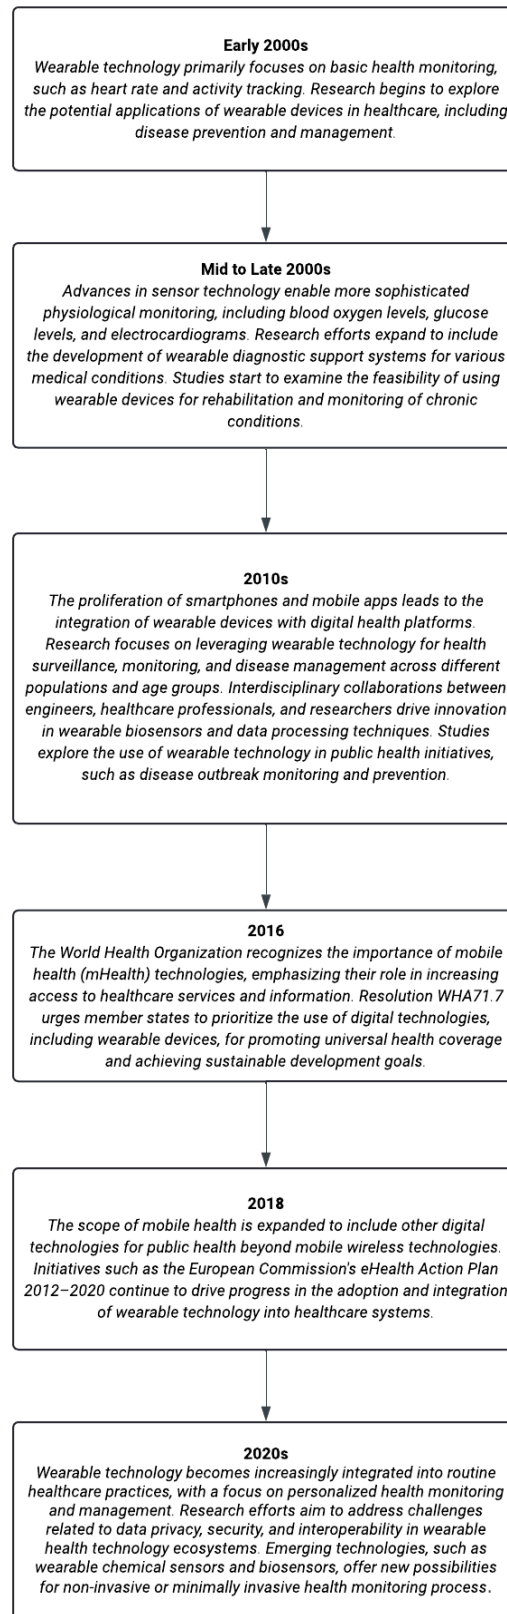 Early 2000s
Wearable technology primarily focuses on basic health monitoring,
such as heart rate and activity tracking. Research begins to explore
the potential applications of wearable devices in healthcare, including
disease prevention and management.
Mid to Late 2000s
Advances in sensor technology enable more sophisticated
physiological monitoring, including blood oxygen levels, glucose
levels, and electrocardiograms. Research efforts expand to include
the development of wearable diagnostic support systems for various
medical conditions. Studies start to examine the feasibility of using
wearable devices for rehabilitation and monitoring of chronic
conditions.
2010s
The proliferation of smartphones and mobile apps leads to the
integration of wearable devices with digital health platforms.
Research focuses on leveraging wearable technology for health
surveillance, monitoring, and disease management across different
populations and age groups. Interdisciplinary collaborations between
engineers, healthcare professionals, and researchers drive innovation
in wearable biosensors and data processing techniques. Studies
explore the use of wearable technology in public health initiatives,
such as disease outbreak monitoring and prevention.
2016
The World Health Organization recognizes the importance of mobile
health (mHealth) technologies, emphasizing their role in increasing
access to healthcare services and information. Resolution WHA71.7
urges member states to prioritize the use of digital technologies,
including wearable devices, for promoting universal health coverage
and achieving sustainable development goals.
2018
The scope of mobile health is expanded to include other digital
technologies for public health beyond mobile wireless technologies.
Initiatives such as the European Commission's eHealth Action Plan
2012–2020 continue to drive progress in the adoption and integration
of wearable technology into healthcare systems.
2020s
Wearable technology becomes increasingly integrated into routine
healthcare practices, with a focus on personalized health monitoring
and management. Research efforts aim to address challenges
related to data privacy, security, and interoperability in wearable
health technology ecosystems. Emerging technologies, such as
wearable chemical sensors and biosensors, offer new possibilities
for non-invasive or minimally invasive health monitoring process.